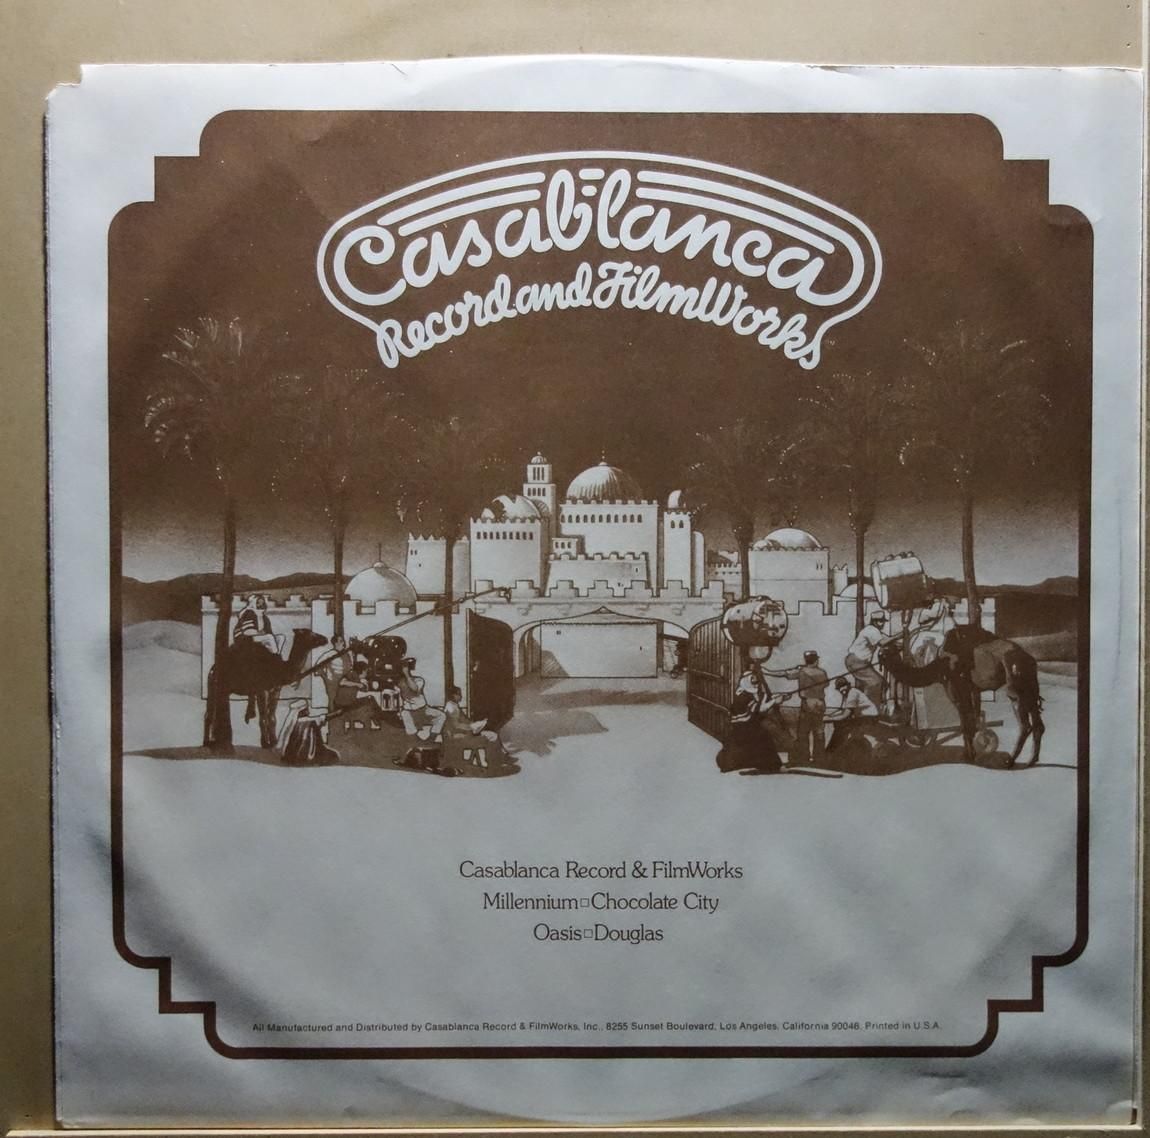 Casablanca
Record and FilmWorks
Casablanca Record & FilmWorks
Millennium□Chocolate City
Oasis□Douglas
All Manufactured and Distributed by Casablanca Record & FilmWorks, Inc., 8255 Sunset Boulevard, Los Angeles, California 90046. Printed in U.S.A.